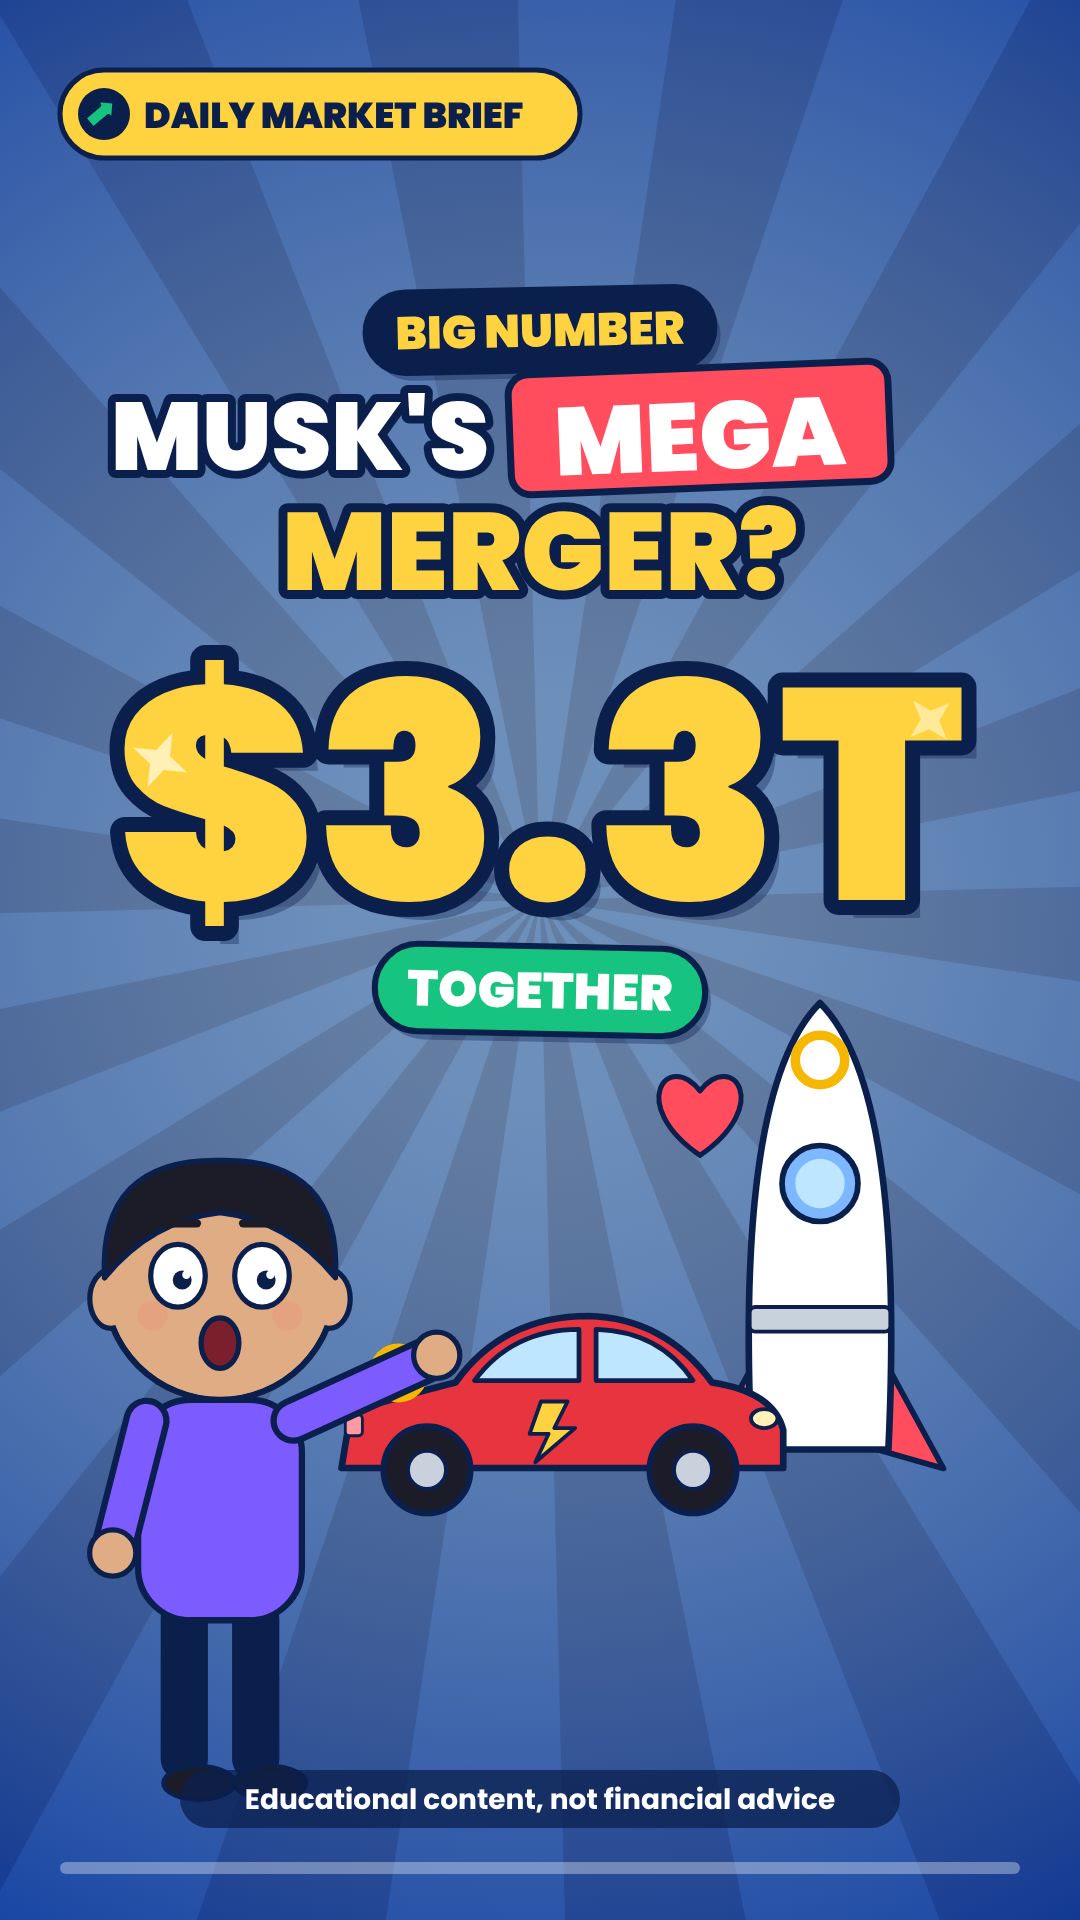 DAILY MARKET BRIEF
BIG NUMBER
MUSK'S MEGA
MERGER?
$3.3T
TOGETHER
Educational content, not financial advice